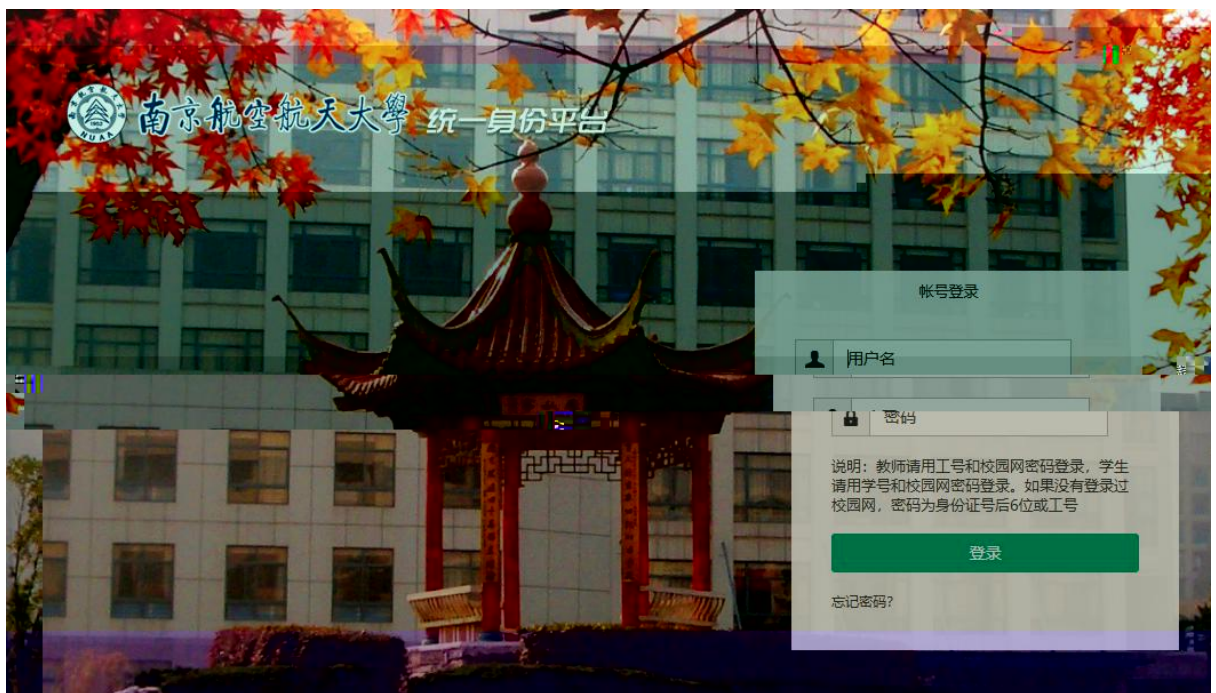 南京航空航天大學 统一身份平台
NUAA
帐号登录
用户名
密码
说明：教师请用工号和校园网密码登录，学生
请用学号和校园网密码登录。如果没有登录过
校园网，密码为身份证号后6位或工号
登录
忘记密码？